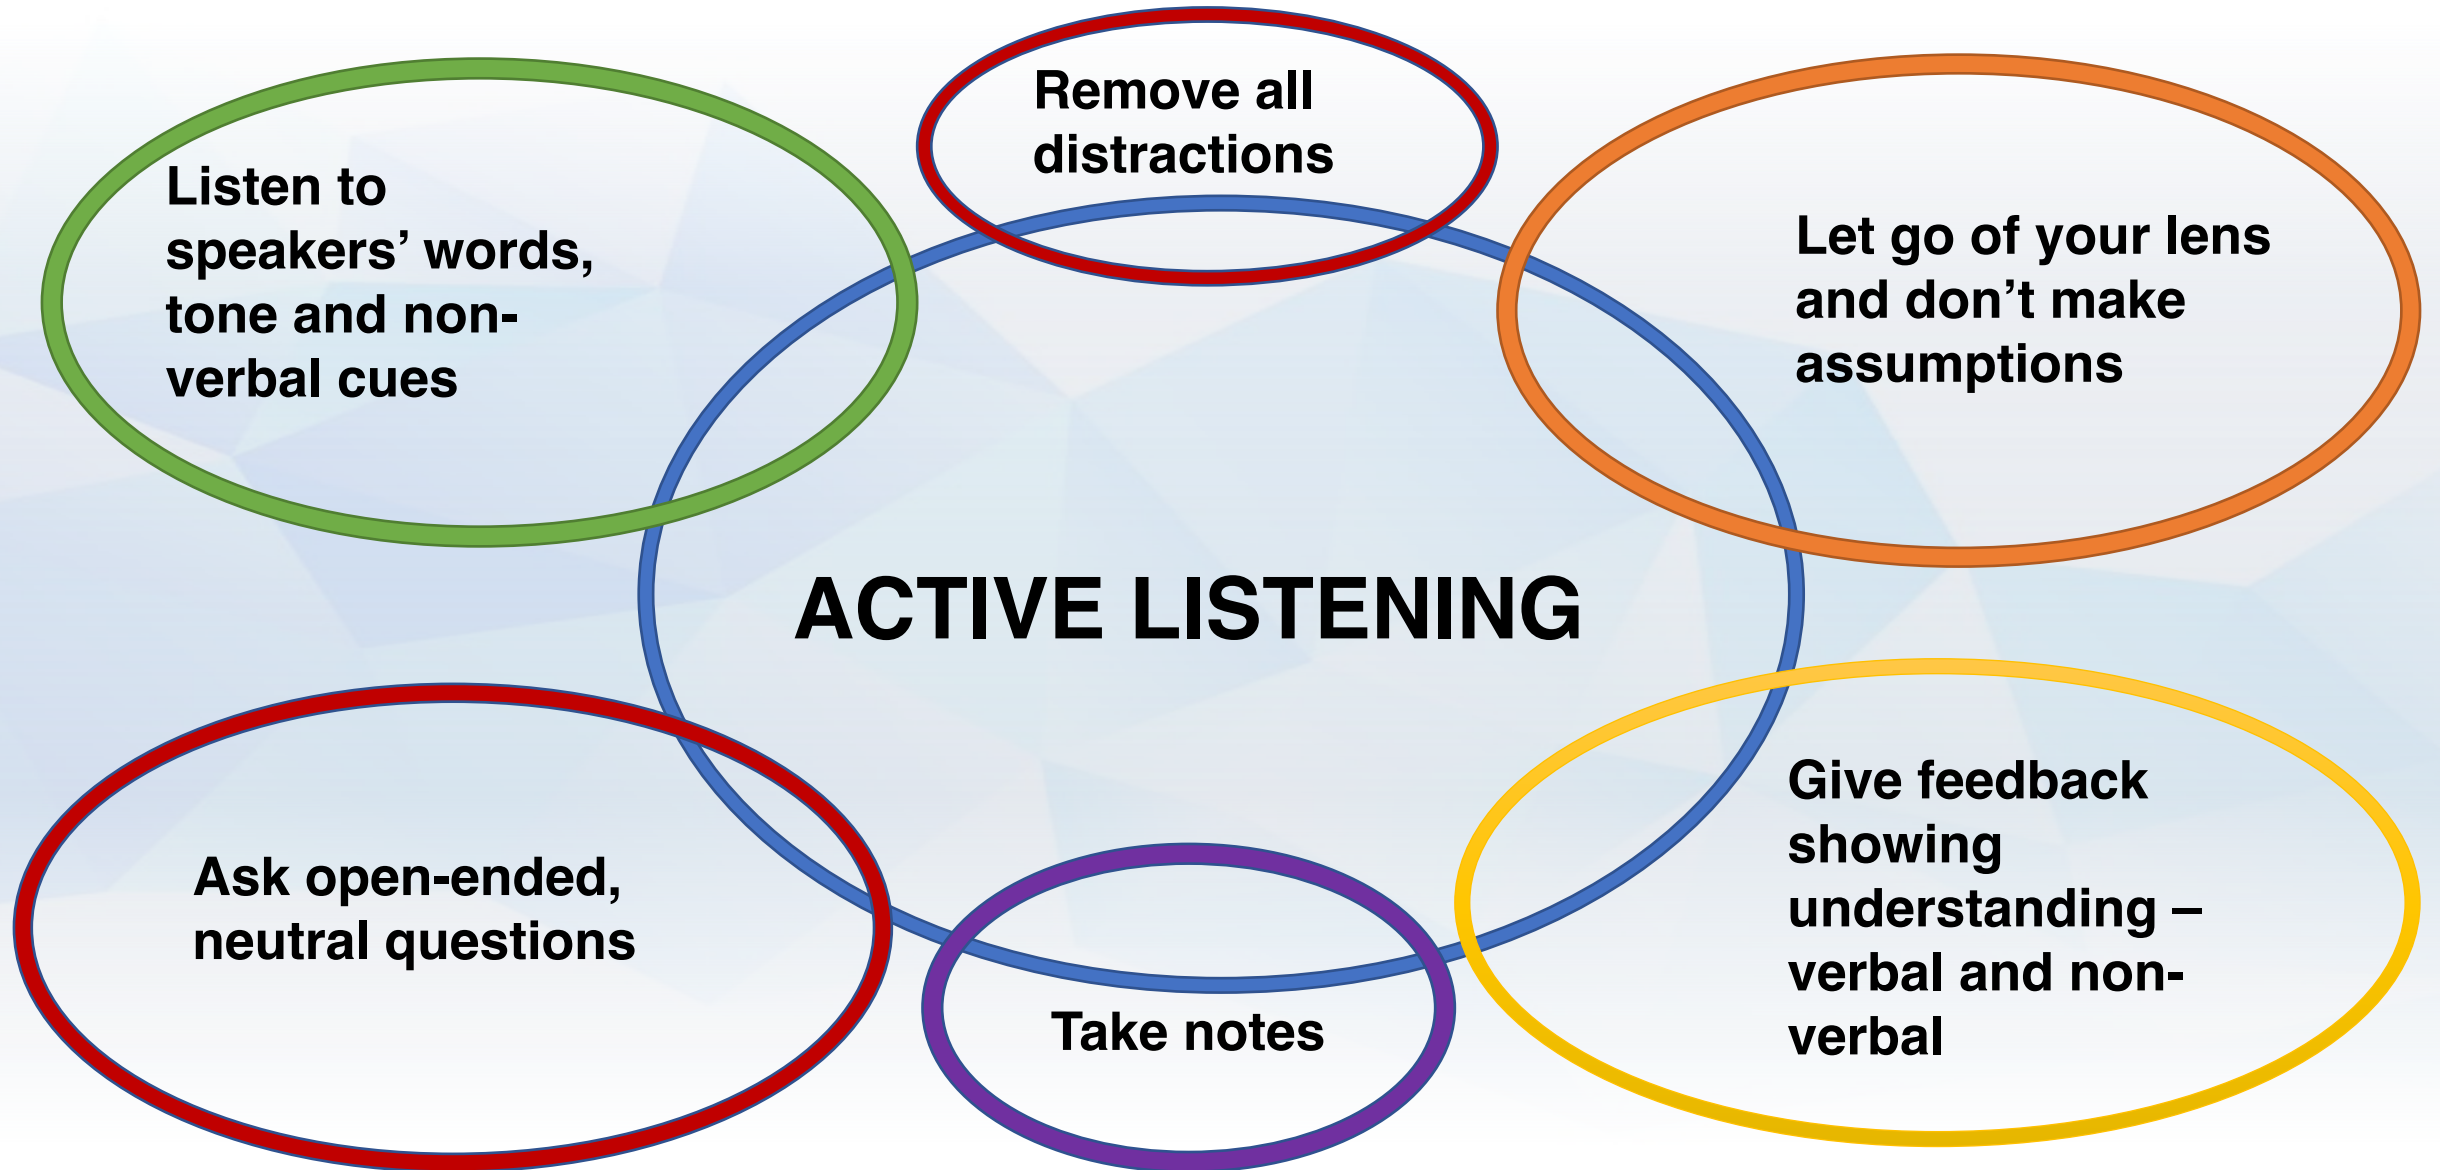 Remove all
distractions
Listen to
speakers’ words,
tone and non-
verbal cues
Let go of your lens
and don’t make
assumptions
ACTIVE LISTENING
Ask open-ended,
neutral questions
Take notes
Give feedback
showing
understanding –
verbal and non-
verbal